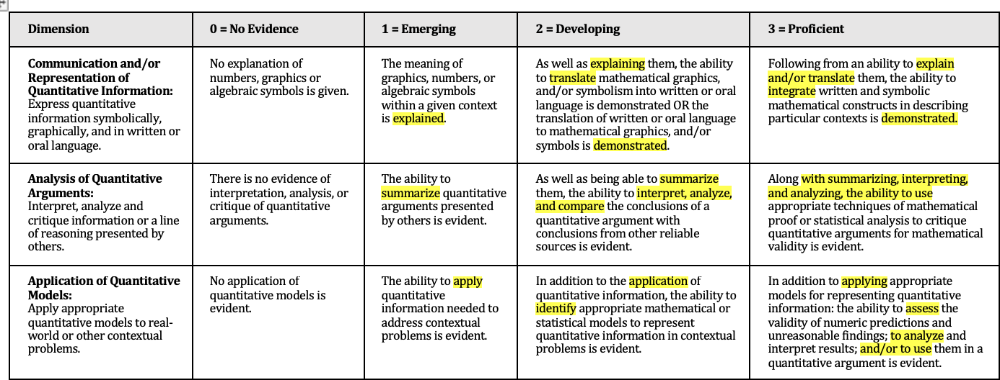 Dimension
0 = No Evidence
1 = Emerging
2 = Developing
3 = Proficient
Communication and/or
Representation of
Quantitative Information:
Express quantitative
information symbolically,
graphically, and in written or
oral language.
No explanation of
numbers, graphics or
algebraic symbols is given.
The meaning of
graphics, numbers, or
algebraic symbols
within a given context
is explained.
As well as explaining them, the ability
to translate mathematical graphics,
and/or symbolism into written or oral
language is demonstrated OR the
translation of written or oral language
to mathematical graphics, and/or
symbols is demonstrated.
Following from an ability to explain
and/or translate them, the ability to
integrate written and symbolic
mathematical constructs in describing
particular contexts is demonstrated.
Analysis of Quantitative
Arguments:
Interpret, analyze and
critique information or a line
of reasoning presented by
others.
There is no evidence of
interpretation, analysis, or
critique of quantitative
arguments.
The ability to
summarize quantitative
arguments presented
by others is evident.
As well as being able to summarize
them, the ability to interpret, analyze,
and compare the conclusions of a
quantitative argument with
conclusions from other reliable
sources is evident.
Along with summarizing, interpreting,
and analyzing, the ability to use
appropriate techniques of mathematical
proof or statistical analysis to critique
quantitative arguments for mathematical
validity is evident.
Application of Quantitative
Models:
Apply appropriate
quantitative models to real-
world or other contextual
problems.
No application of
quantitative models is
evident.
The ability to apply
quantitative
information needed to
address contextual
problems is evident.
In addition to the application of
quantitative information, the ability to
identify appropriate mathematical or
statistical models to represent
quantitative information in contextual
problems is evident.
In addition to applying appropriate
models for representing quantitative
information: the ability to assess the
validity of numeric predictions and
unreasonable findings; to analyze and
interpret results; and/or to use them in a
quantitative argument is evident.